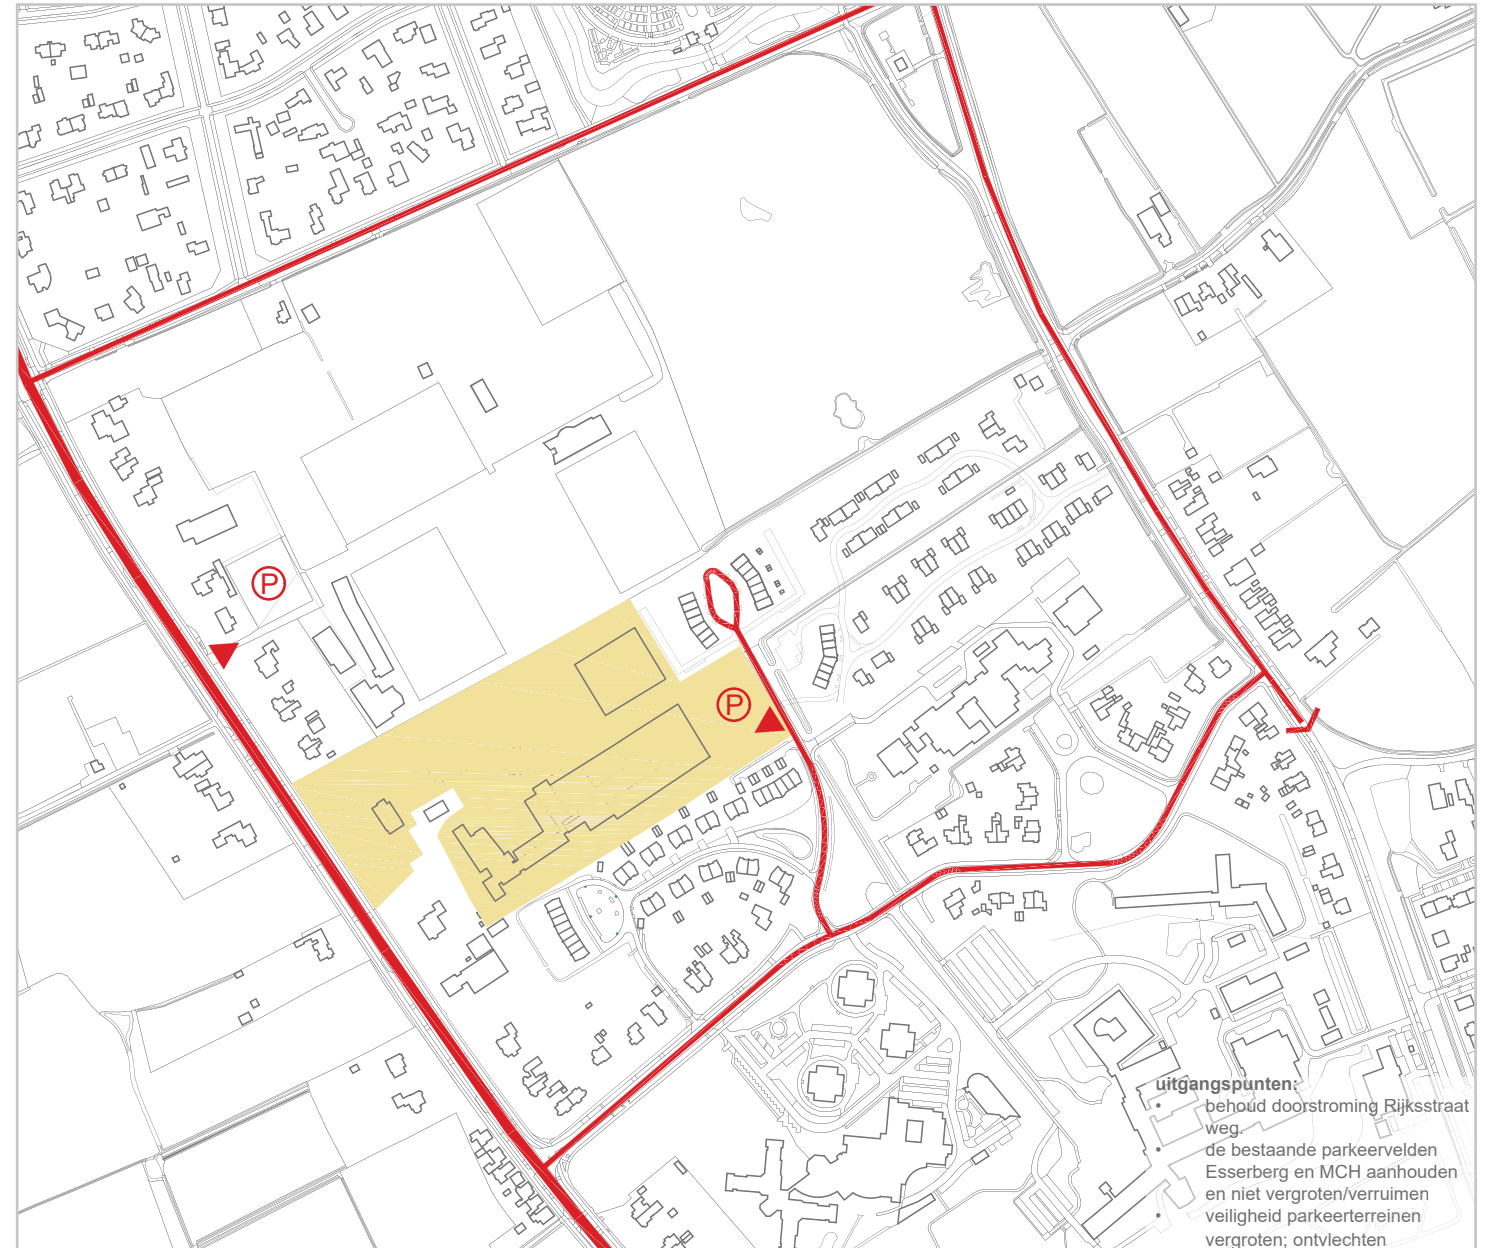 P
P
uitgangspunten:
• behoud doorstroming Rijksstraat
weg.
• de bestaande parkeervelden
Esserberg en MCH aanhouden
en niet vergroten/verruimen
• veiligheid parkeerterreinen
vergroten; ontvlechten